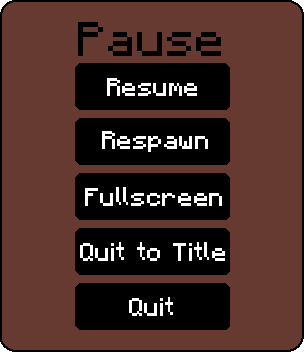 Pause
Resume
Respawn
Fullscreen
Quit to Title
Quit